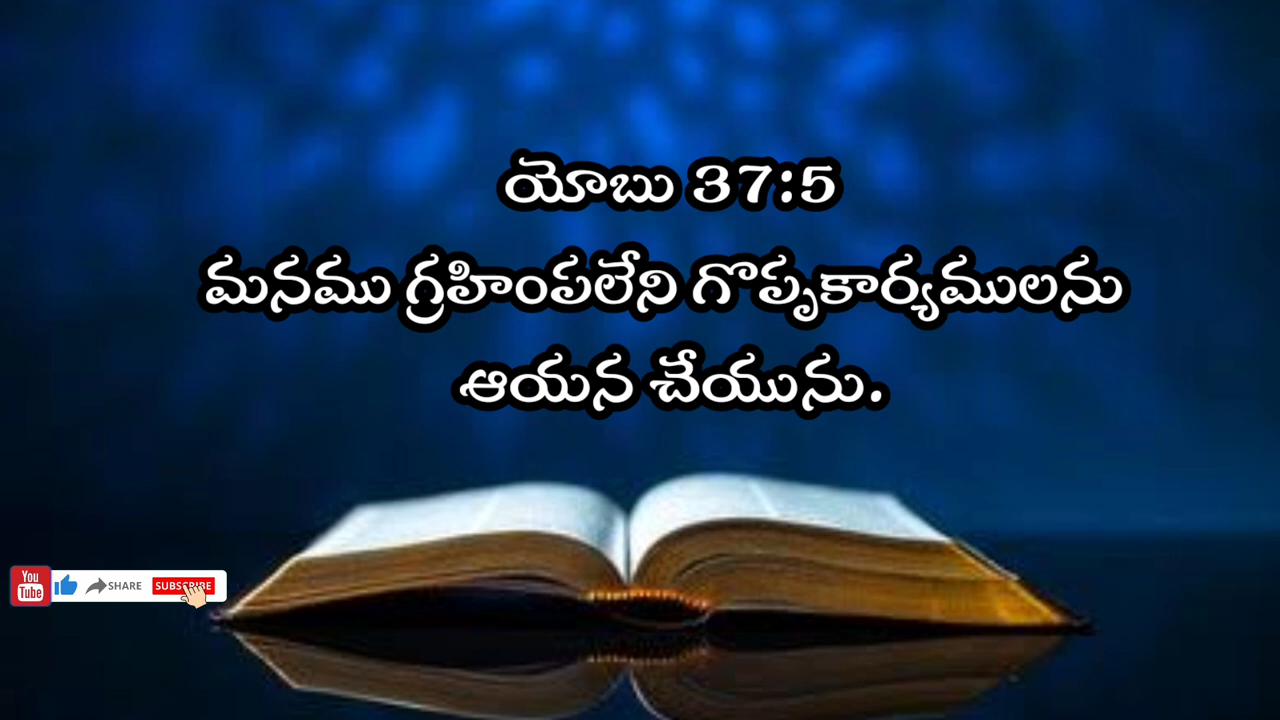 యోబు 37:5
మనము గ్రహింపలేని గొప్పకార్యములను
ఆయన చేయును.
You
Tube
SHARE
SUBSCRIBE